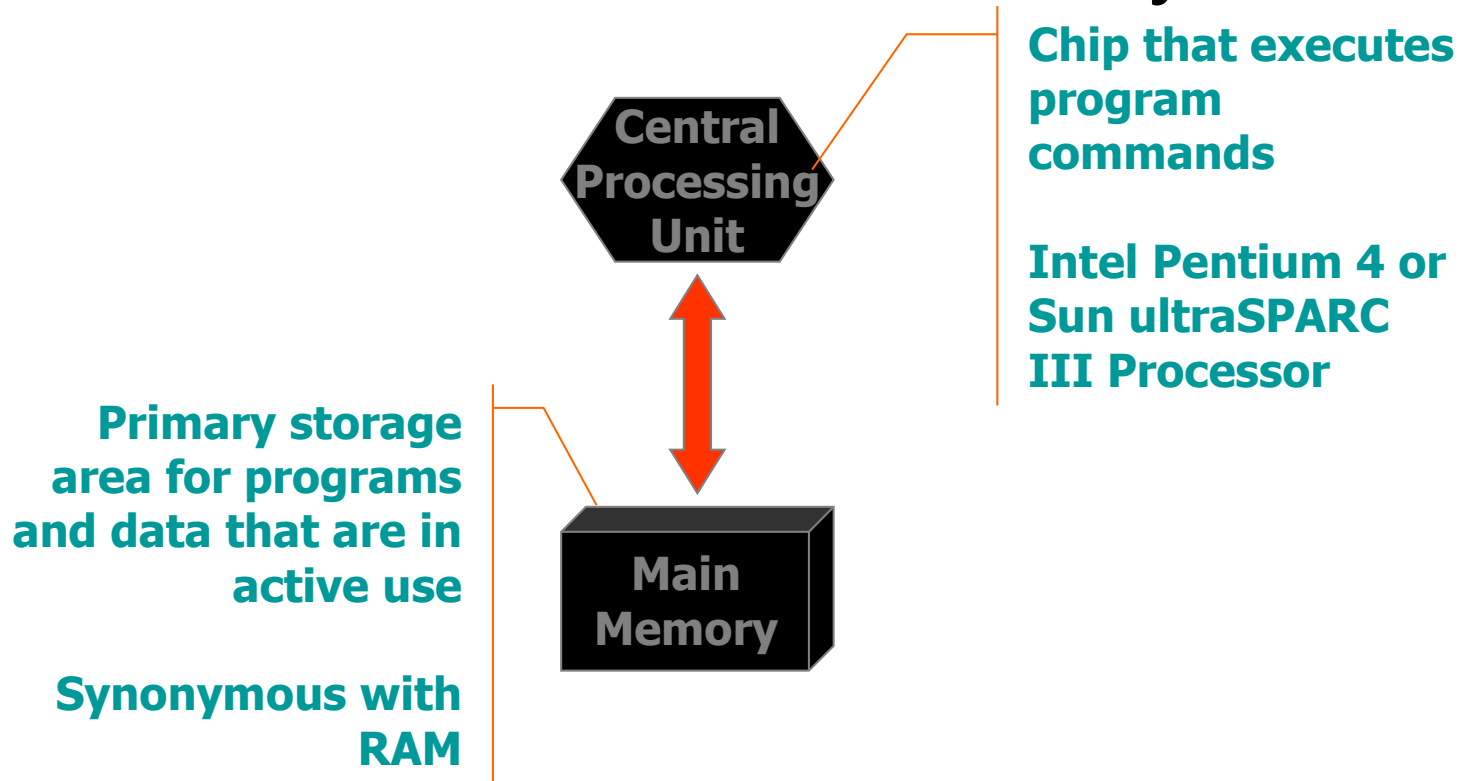 Chip that executes
program
commands
Intel Pentium 4 or
Sun ultraSPARC
III Processor
Central
Processing
Unit
Primary storage
area for programs
and data that are in
active use
Synonymous with
RAM
Main
Memory